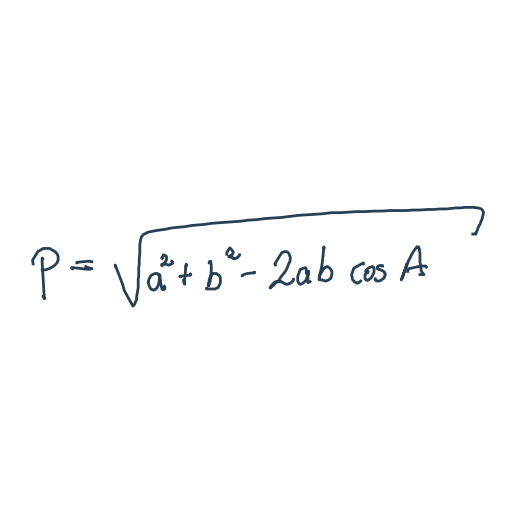 P = √(a² + b² - 2ab cos A)